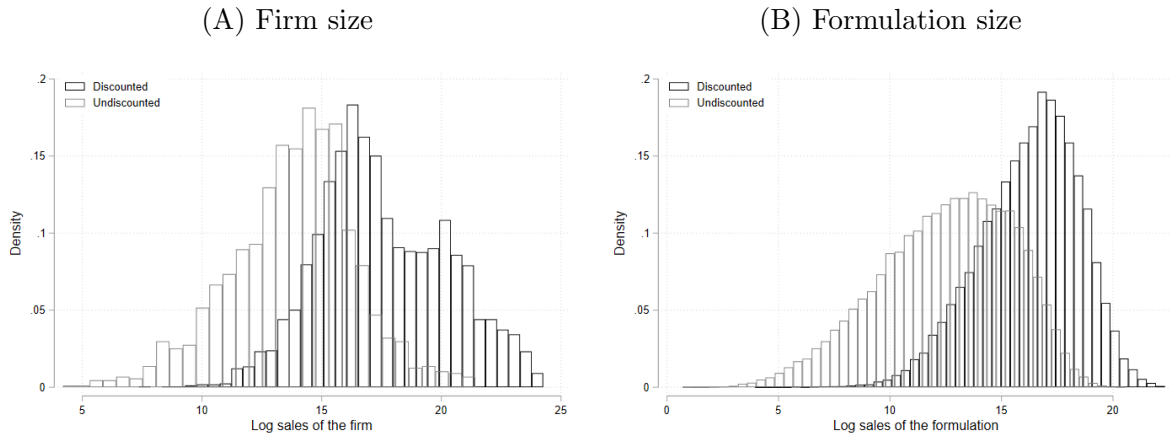 (A) Firm size
Discounted
Undiscounted
.2
.15
.1
.05
0
Density
5 10 15 20 25
Log sales of the firm
(B) Formulation size
Discounted
Undiscounted
.2
.15
.1
.05
0
Density
0 5 10 15 20
Log sales of the formulation